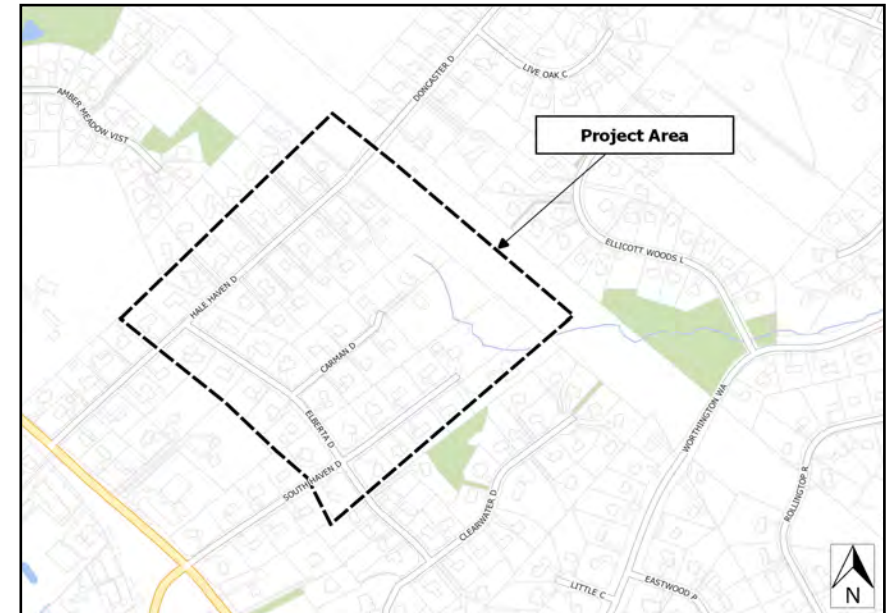 DONCASTER D
LIVE OAK C
AMBER MEADOW VIST
Project Area
ELLICOTT WOODS L
HALE HAVEN D
CARMAN D
ELBERTA D
WORTHINGTON WA
SOUTH HAVEN D
ROLLINGTOP R
CLEARWATER D
LITTLE C
EASTWOOD P
N